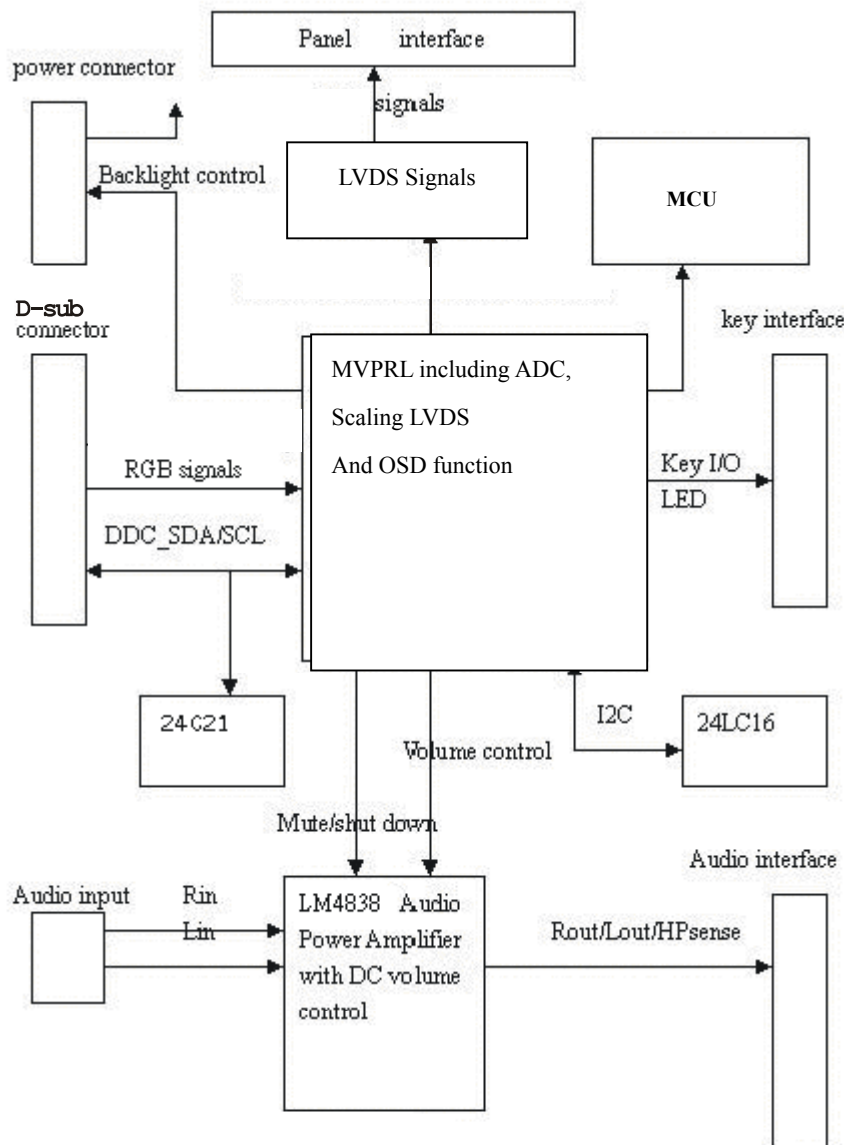 Panel interface
power connector
signals
LVDS Signals
MCU
Backlight control
D-sub
connector
key interface
MVPRL including ADC,
Scaling LVDS
And OSD function
RGB signals
Key I/O
LED
DDC_SDA/SCL
24C21
I2C
24LC16
Volume control
Mute/shut down
Audio interface
Audio input
Rin
Lin
LM4838 Audio
Power Amplifier
with DC volume
control
Rout/Lout/HPsense